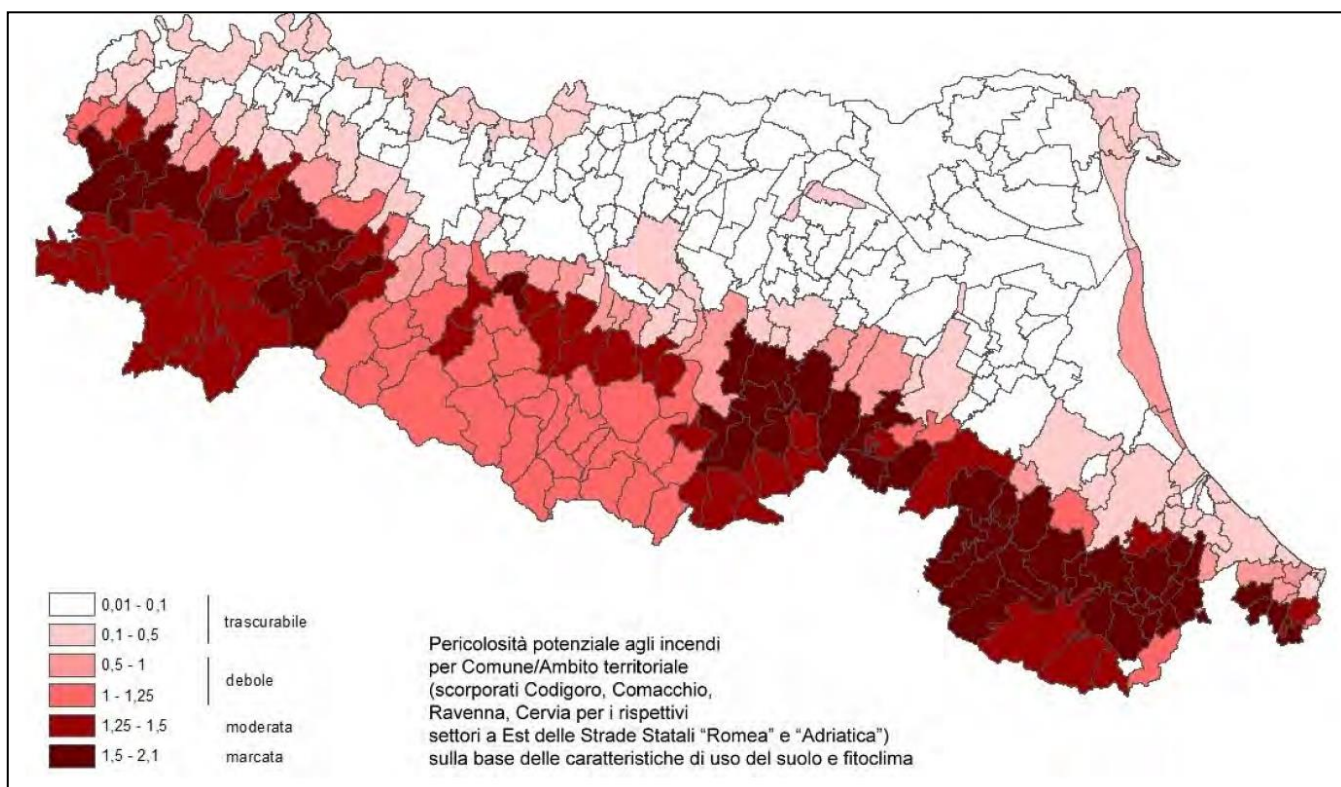 0,01 - 0,1
trascurabile
0,1 - 0,5
0,5 - 1
debole
1 - 1,25
1,25 - 1,5 moderata
1,5 - 2,1 marcata
Pericolosità potenziale agli incendi
per Comune/Ambito territoriale
(scorporati Codigoro, Comacchio,
Ravenna, Cervia per i rispettivi
settori a Est delle Strade Statali “Romea” e “Adriatica”)
sulla base delle caratteristiche di uso del suolo e fitoclima